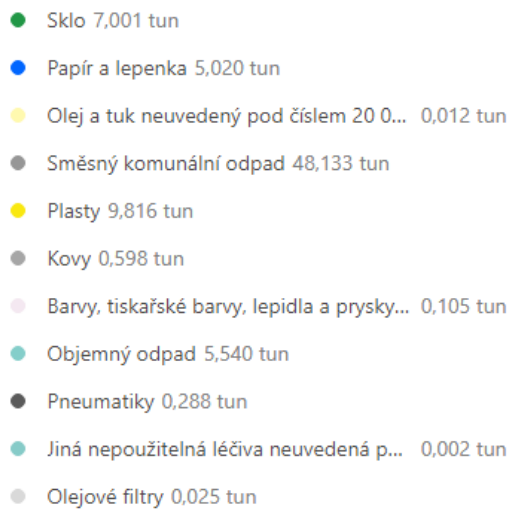 Sklo 7,001 tun
Papír a lepenka 5,020 tun
Olej a tuk neuvedený pod číslem 20 0... 0,012 tun
Směsný komunální odpad 48,133 tun
Plasty 9,816 tun
Kovy 0,598 tun
Barvy, tiskařské barvy, lepidla a prysky... 0,105 tun
Objemný odpad 5,540 tun
Pneumatiky 0,288 tun
Jiná nepoužitelná léčiva neuvedená p... 0,002 tun
Olejové filtry 0,025 tun